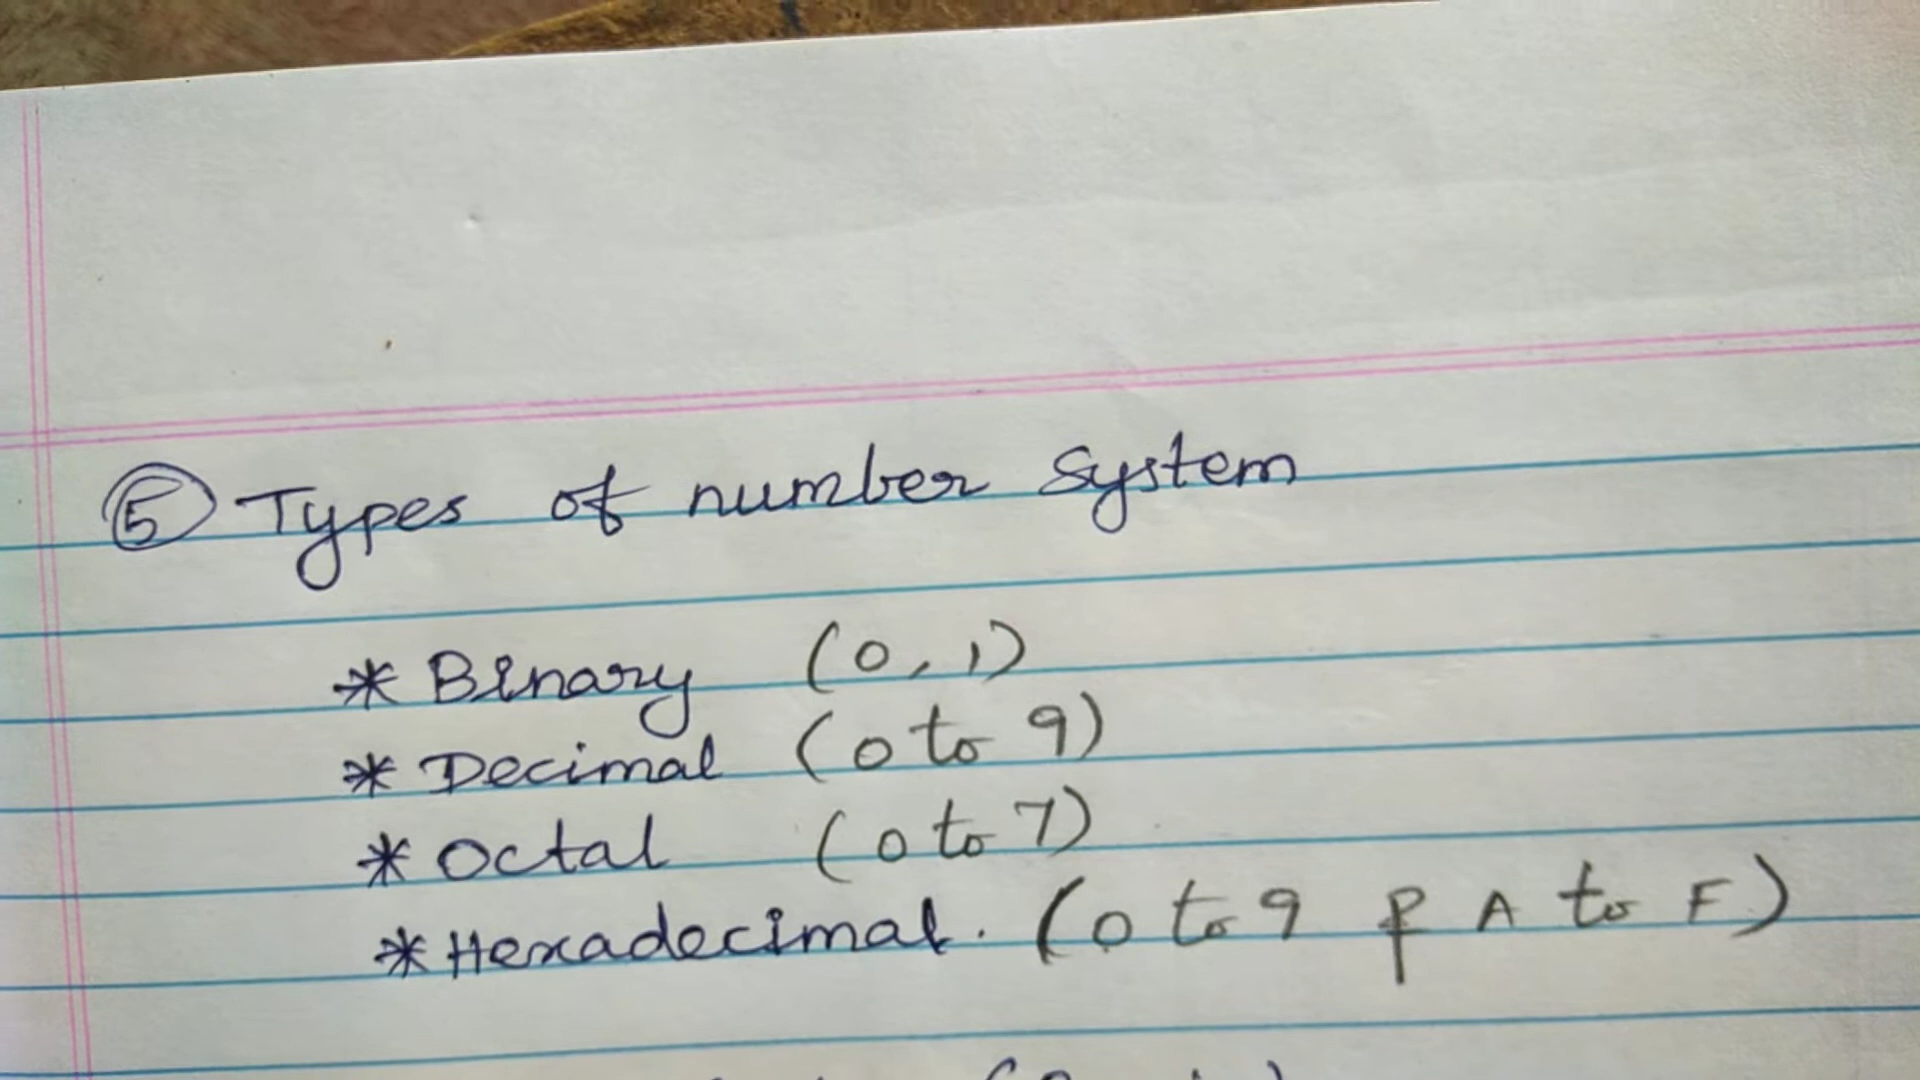 ⑤ Types of number System
* Binary (0, 1)
* Decimal (0 to 9)
* Octal (0 to 7)
* Hexadecimal. (0 to 9 & A to F)